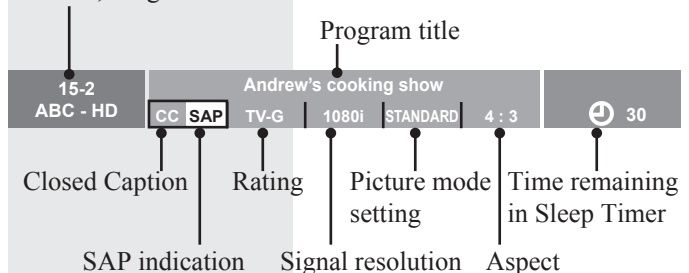 Program title
15-2
ABC - HD
Andrew's cooking show
CC SAP TV-G 1080i STANDARD 4 : 3
30
Closed Caption Rating Picture mode setting Time remaining in Sleep Timer
SAP indication Signal resolution Aspect